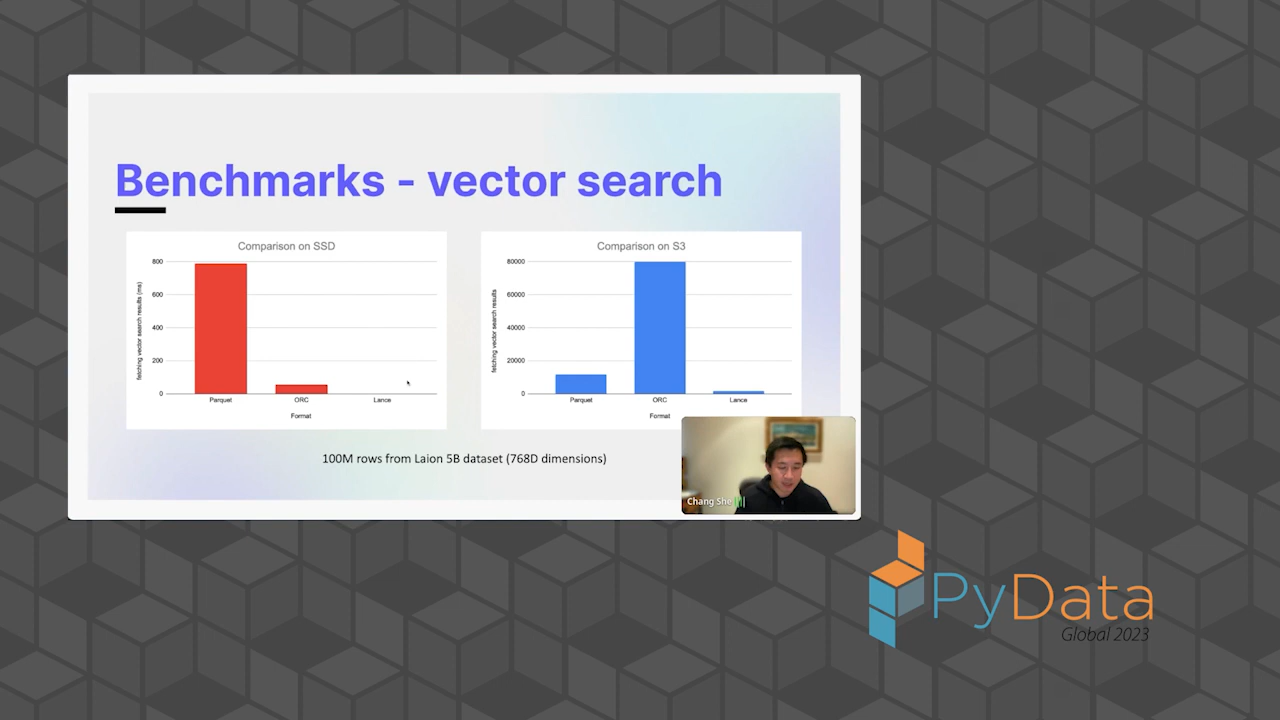 Benchmarks - vector search
Comparison on SSD
fetching vector search results (ms)
800
600
400
200
0
Parquet
ORC
Lance
Format
Comparison on S3
fetching vector search results
80000
60000
40000
20000
0
Parquet
ORC
Lance
Format
100M rows from Laion 5B dataset (768D dimensions)
Chang She
PyData
Global 2023